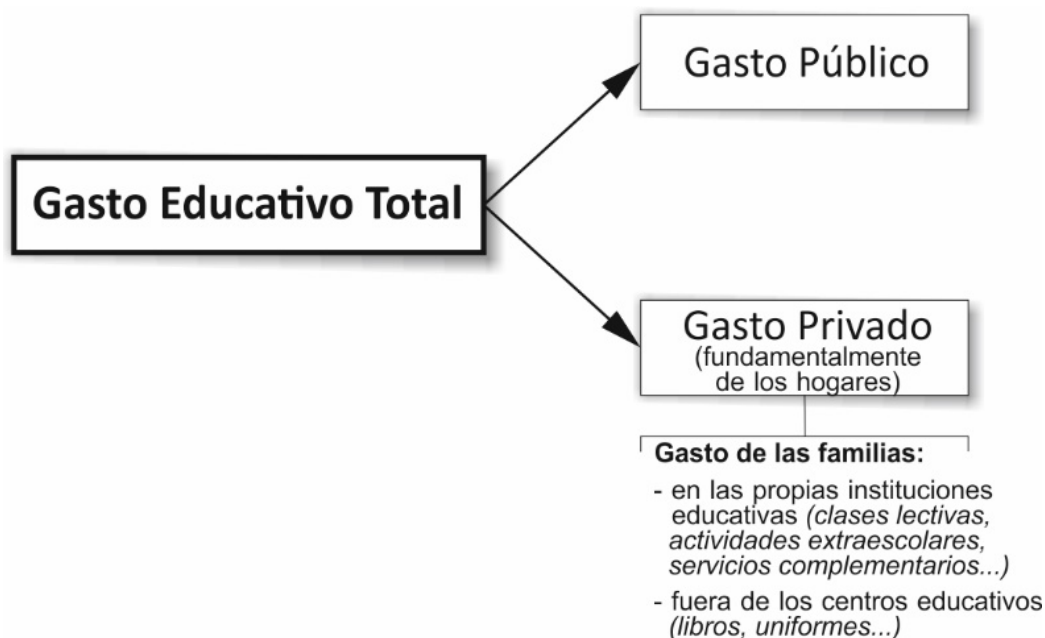 Gasto Público
Gasto Educativo Total
Gasto Privado
(fundamentalmente
de los hogares)
Gasto de las familias:
- en las propias instituciones
educativas (clases lectivas,
actividades extraescolares,
servicios complementarios...)
- fuera de los centros educativos
(libros, uniformes...)